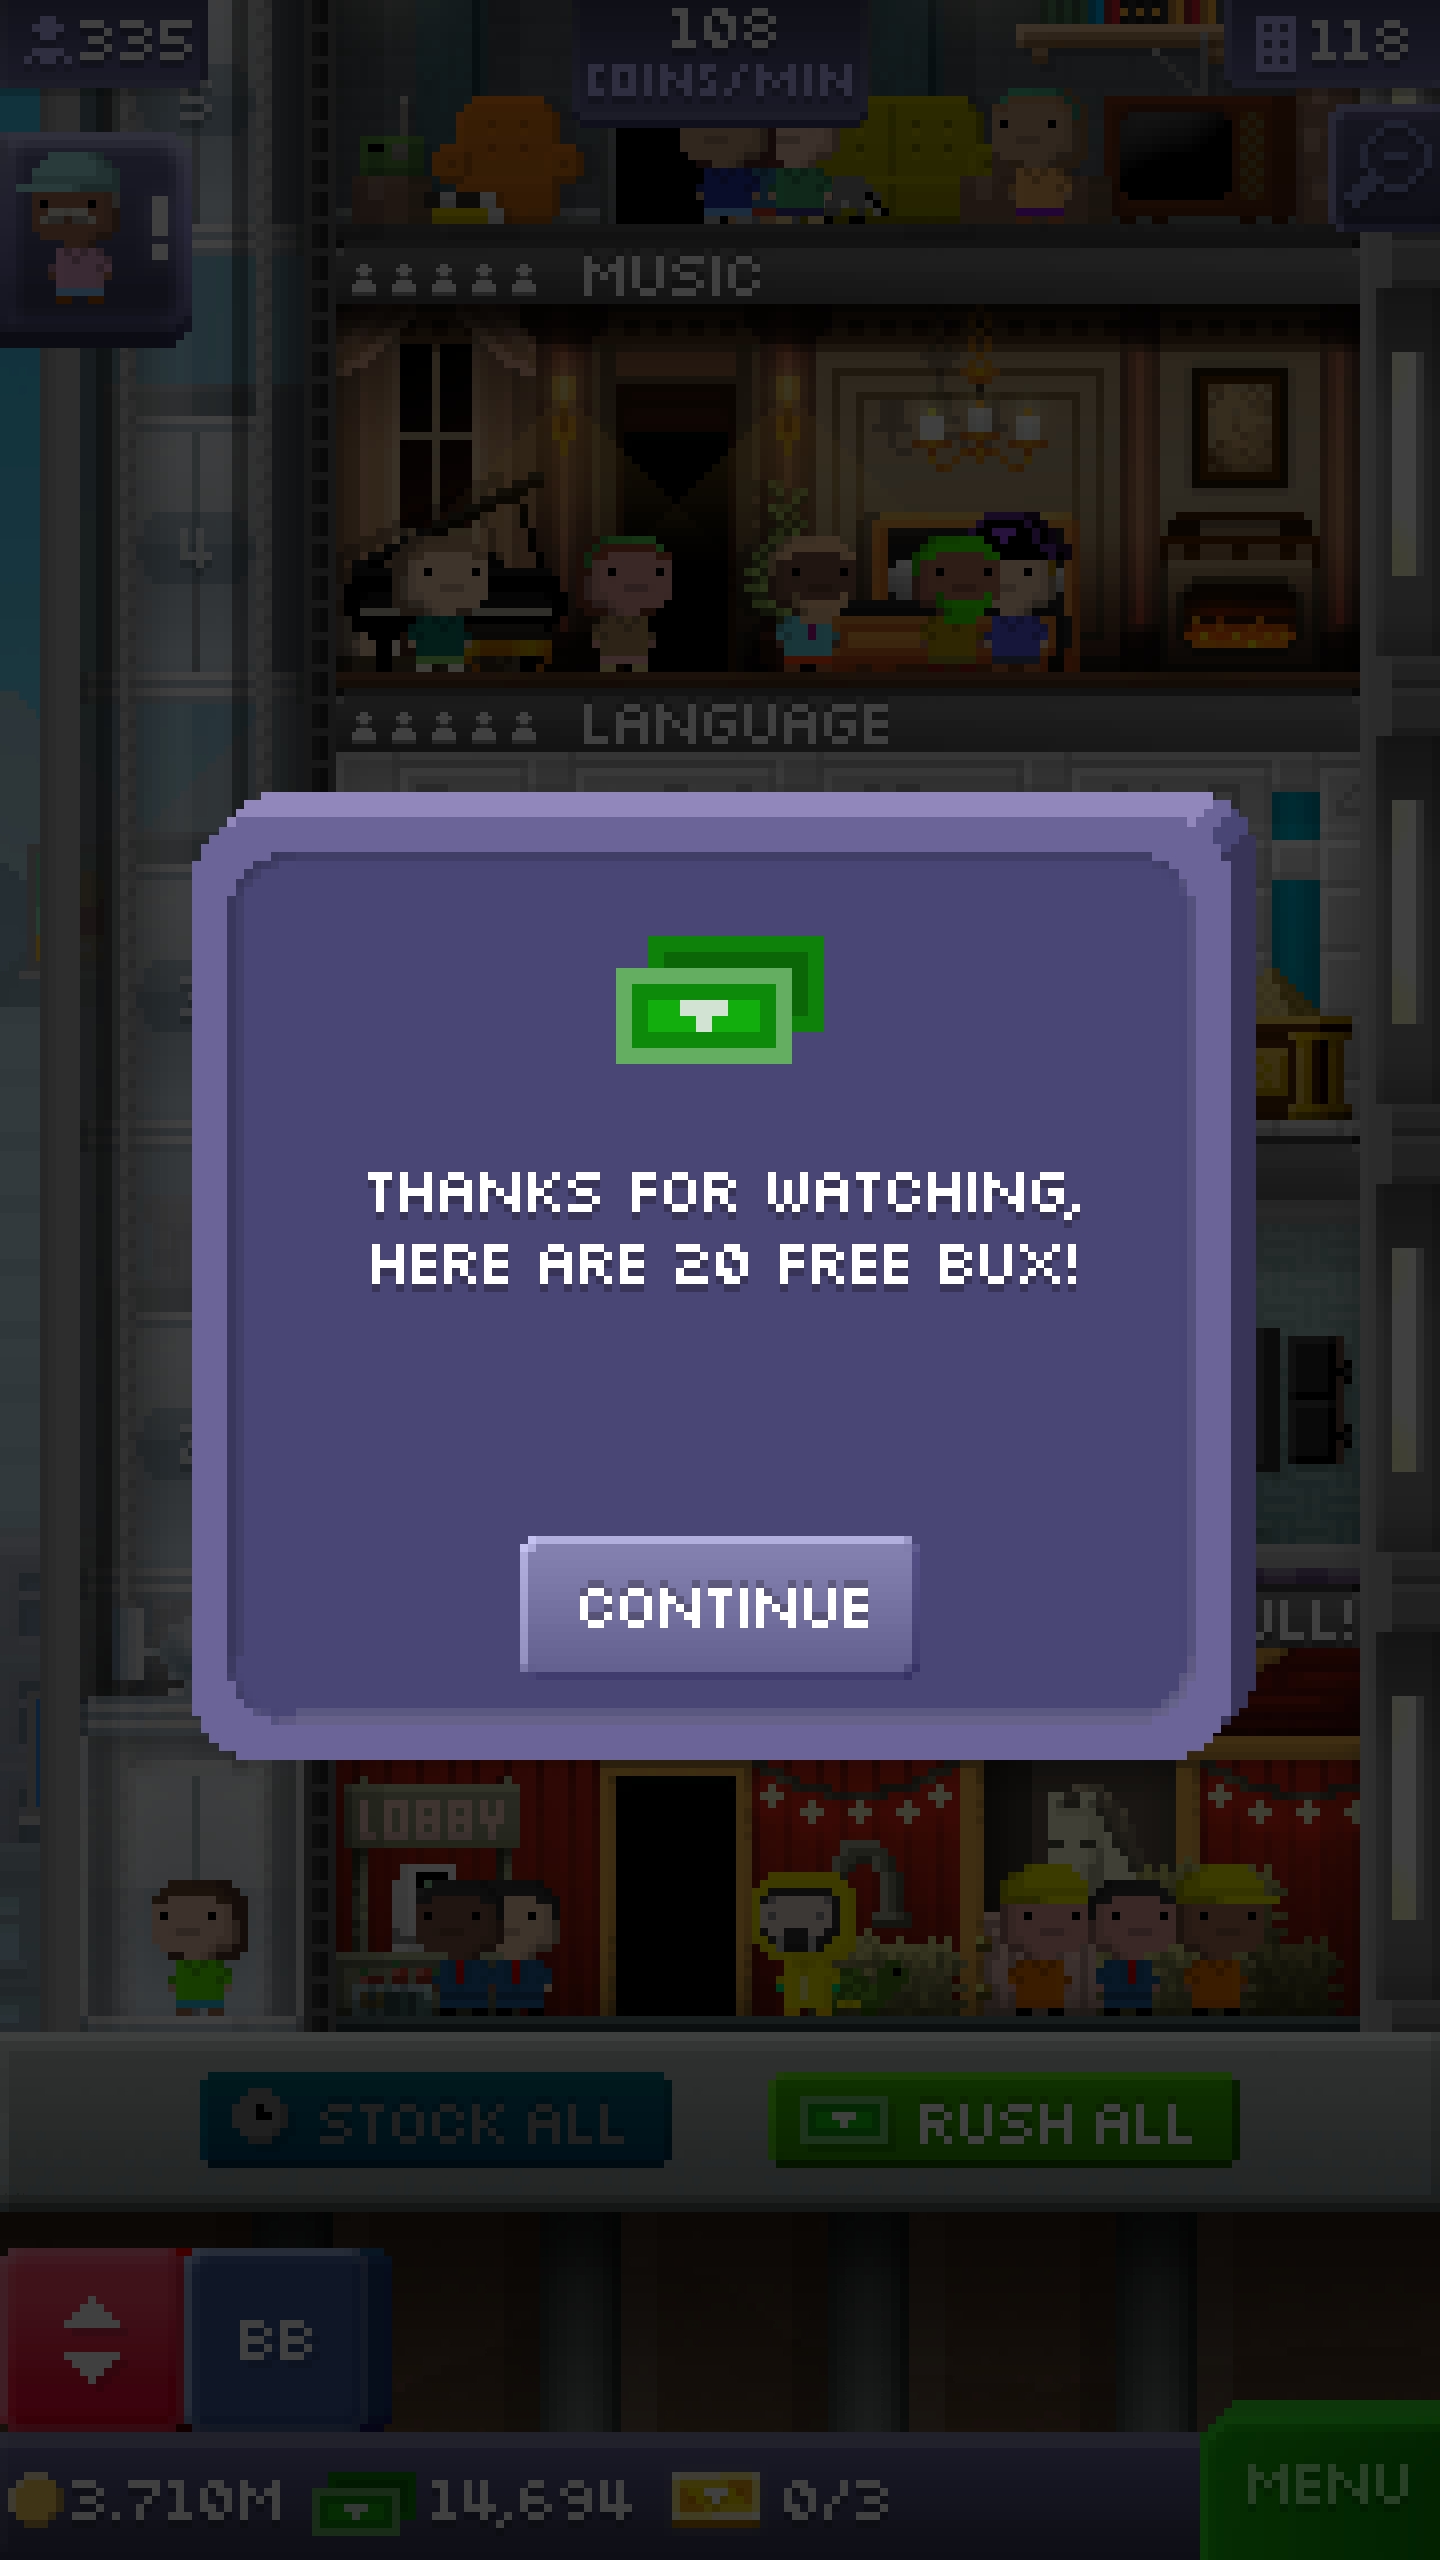 335
108
COINS/MIN
118
5
!
MUSIC
4
LANGUAGE
THANKS FOR WATCHING,
HERE ARE 20 FREE BUX!
CONTINUE
ULL!
LOBBY
STOCK ALL
RUSH ALL
BB
3.710M
14,694
0/3
MENU